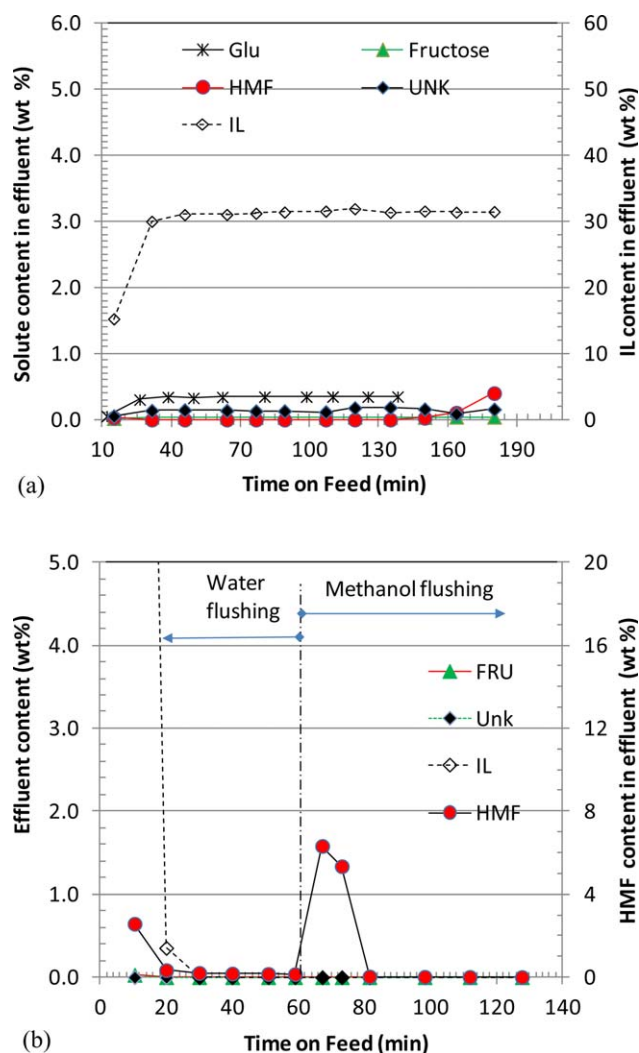 6.0
5.0
4.0
3.0
2.0
1.0
0.0
60
50
40
30
20
10
0
Glu
Fructose
HMF
UNK
IL
Solute content in effluent (wt %)
IL content in effluent (wt %)
10 40 70 100 130 160 190
Time on Feed (min)
(a)
5.0
4.0
3.0
2.0
1.0
0.0
20
16
12
8
4
0
Water
flushing
Methanol flushing
FRU
Unk
IL
HMF
Effluent content (wt%)
HMF content in effluent (wt %)
0 20 40 60 80 100 120 140
Time on Feed (min)
(b)